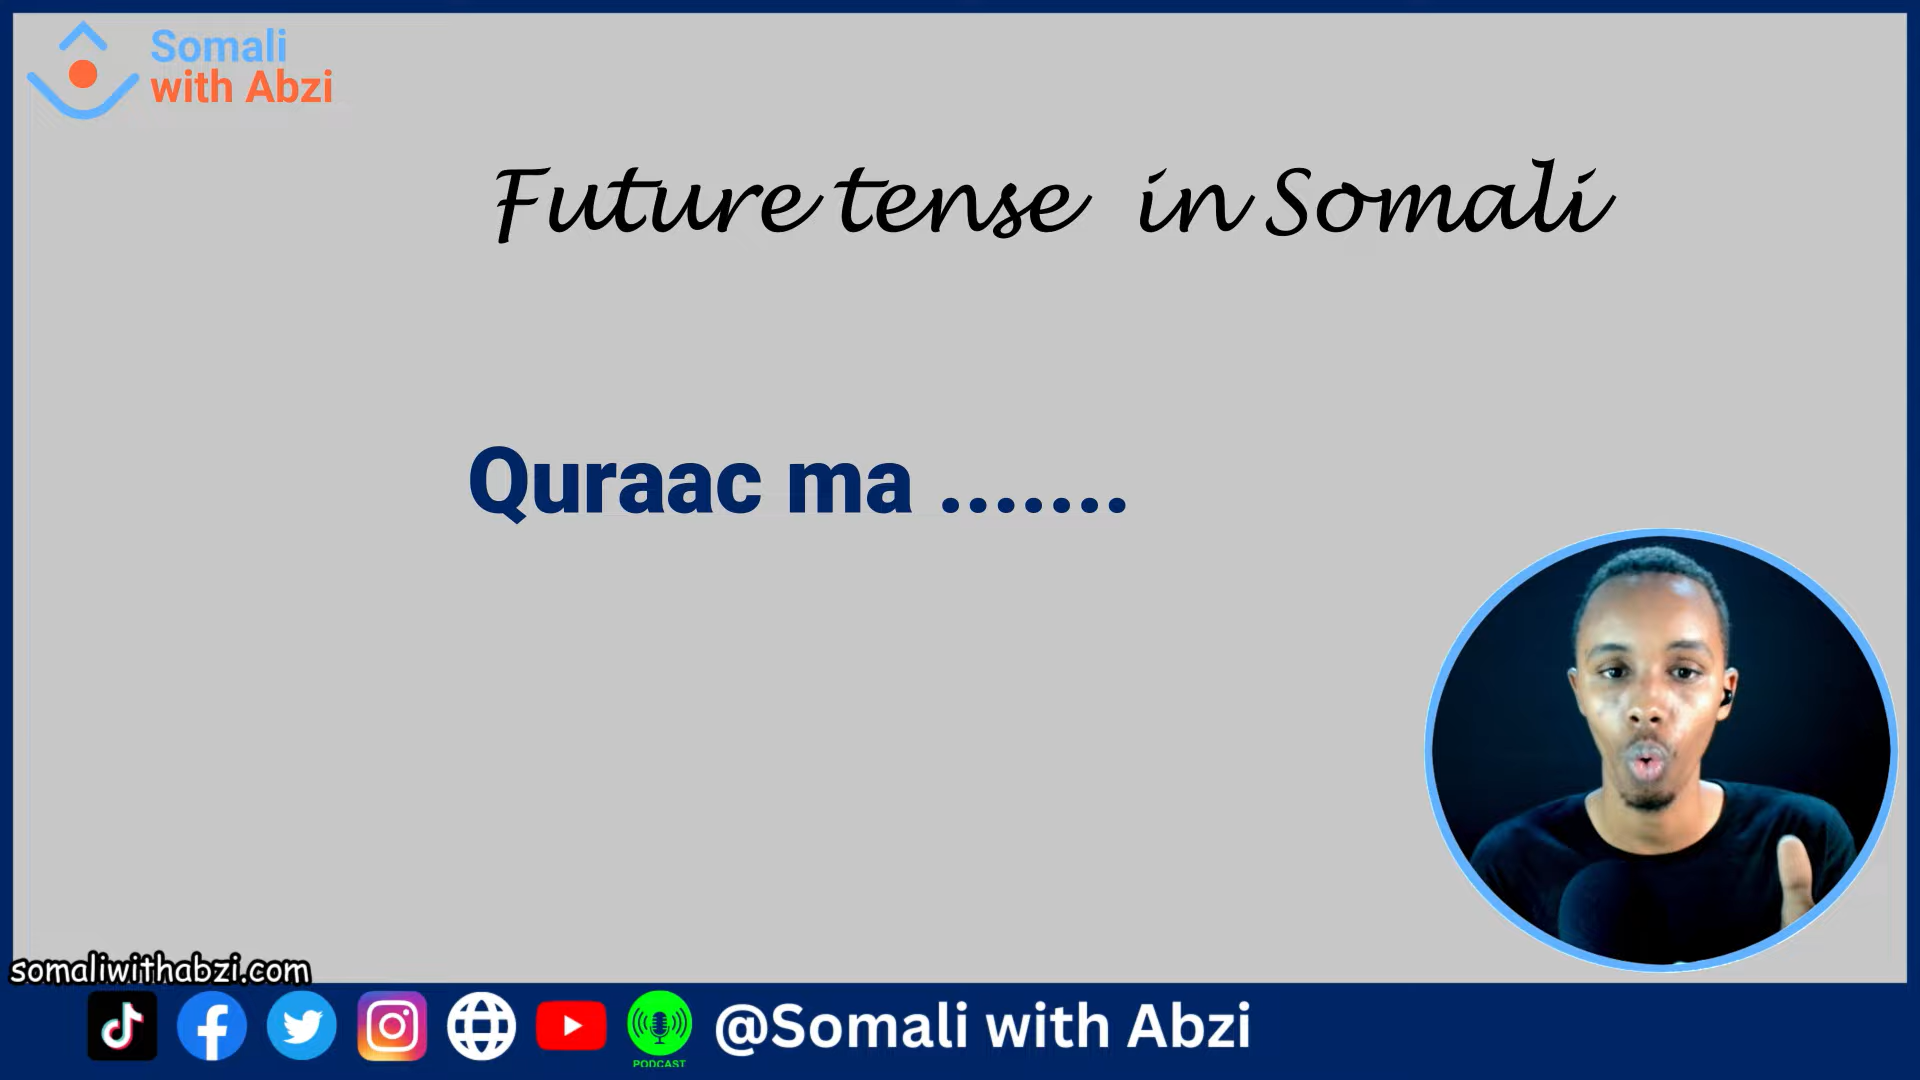 Somali
with Abzi
Future tense in Somali
Quraac ma .......
somaliwithabzi.com
PODCAST
@Somali with Abzi